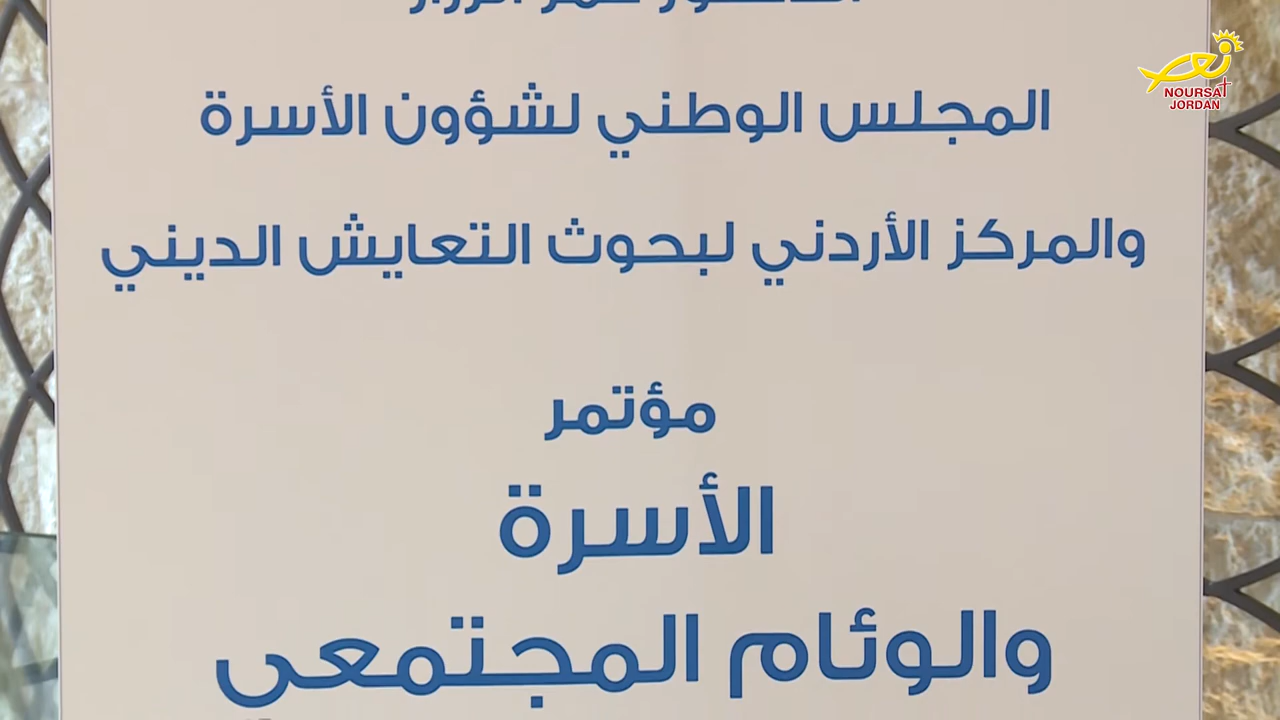 المجلس الوطني لشؤون الأسرة
والمركز الأردني لبحوث التعايش الديني
مؤتمر
الأسرة
والوئام المجتمعي
NOURSAT
JORDAN